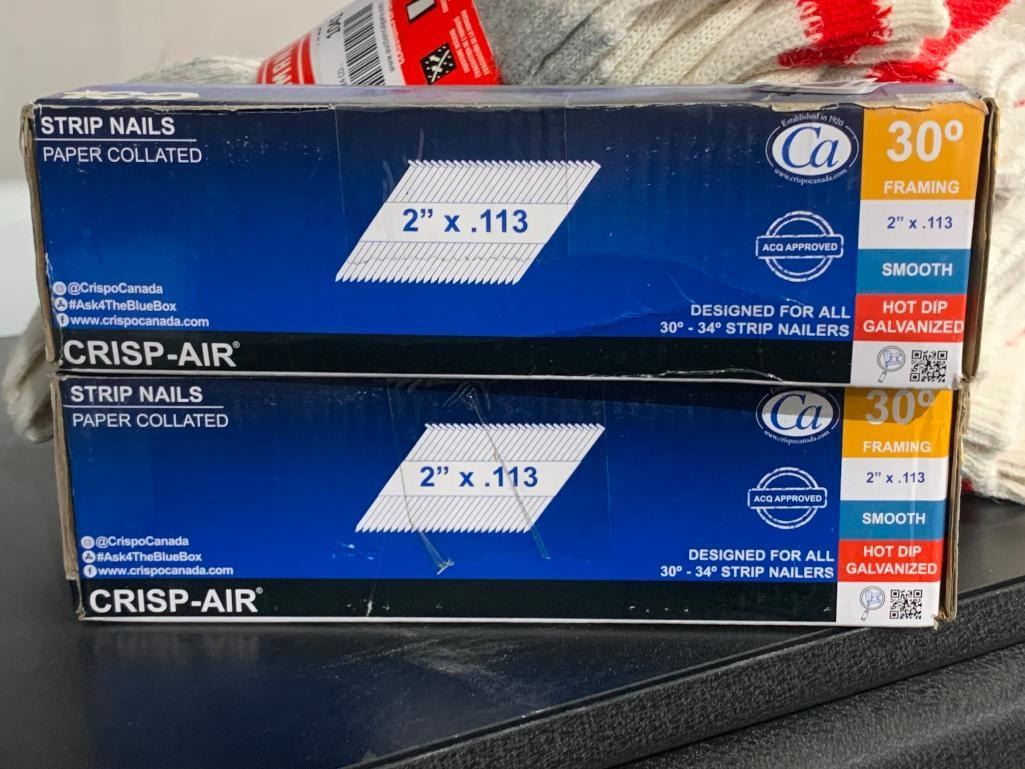 STRIP NAILS
PAPER COLLATED
2” x .113
@CrispoCanada
#Ask4TheBlueBox
www.crispocanada.com
CRISP-AIR®
Established in 1920
Ca
www.crispocanada.com
ACQ APPROVED
DESIGNED FOR ALL
30º - 34º STRIP NAILERS
30º
FRAMING
2” x .113
SMOOTH
HOT DIP
GALVANIZED
STRIP NAILS
PAPER COLLATED
2” x .113
@CrispoCanada
#Ask4TheBlueBox
www.crispocanada.com
CRISP-AIR®
Ca
www.crispocanada.com
ACQ APPROVED
DESIGNED FOR ALL
30º - 34º STRIP NAILERS
30º
FRAMING
2” x .113
SMOOTH
HOT DIP
GALVANIZED